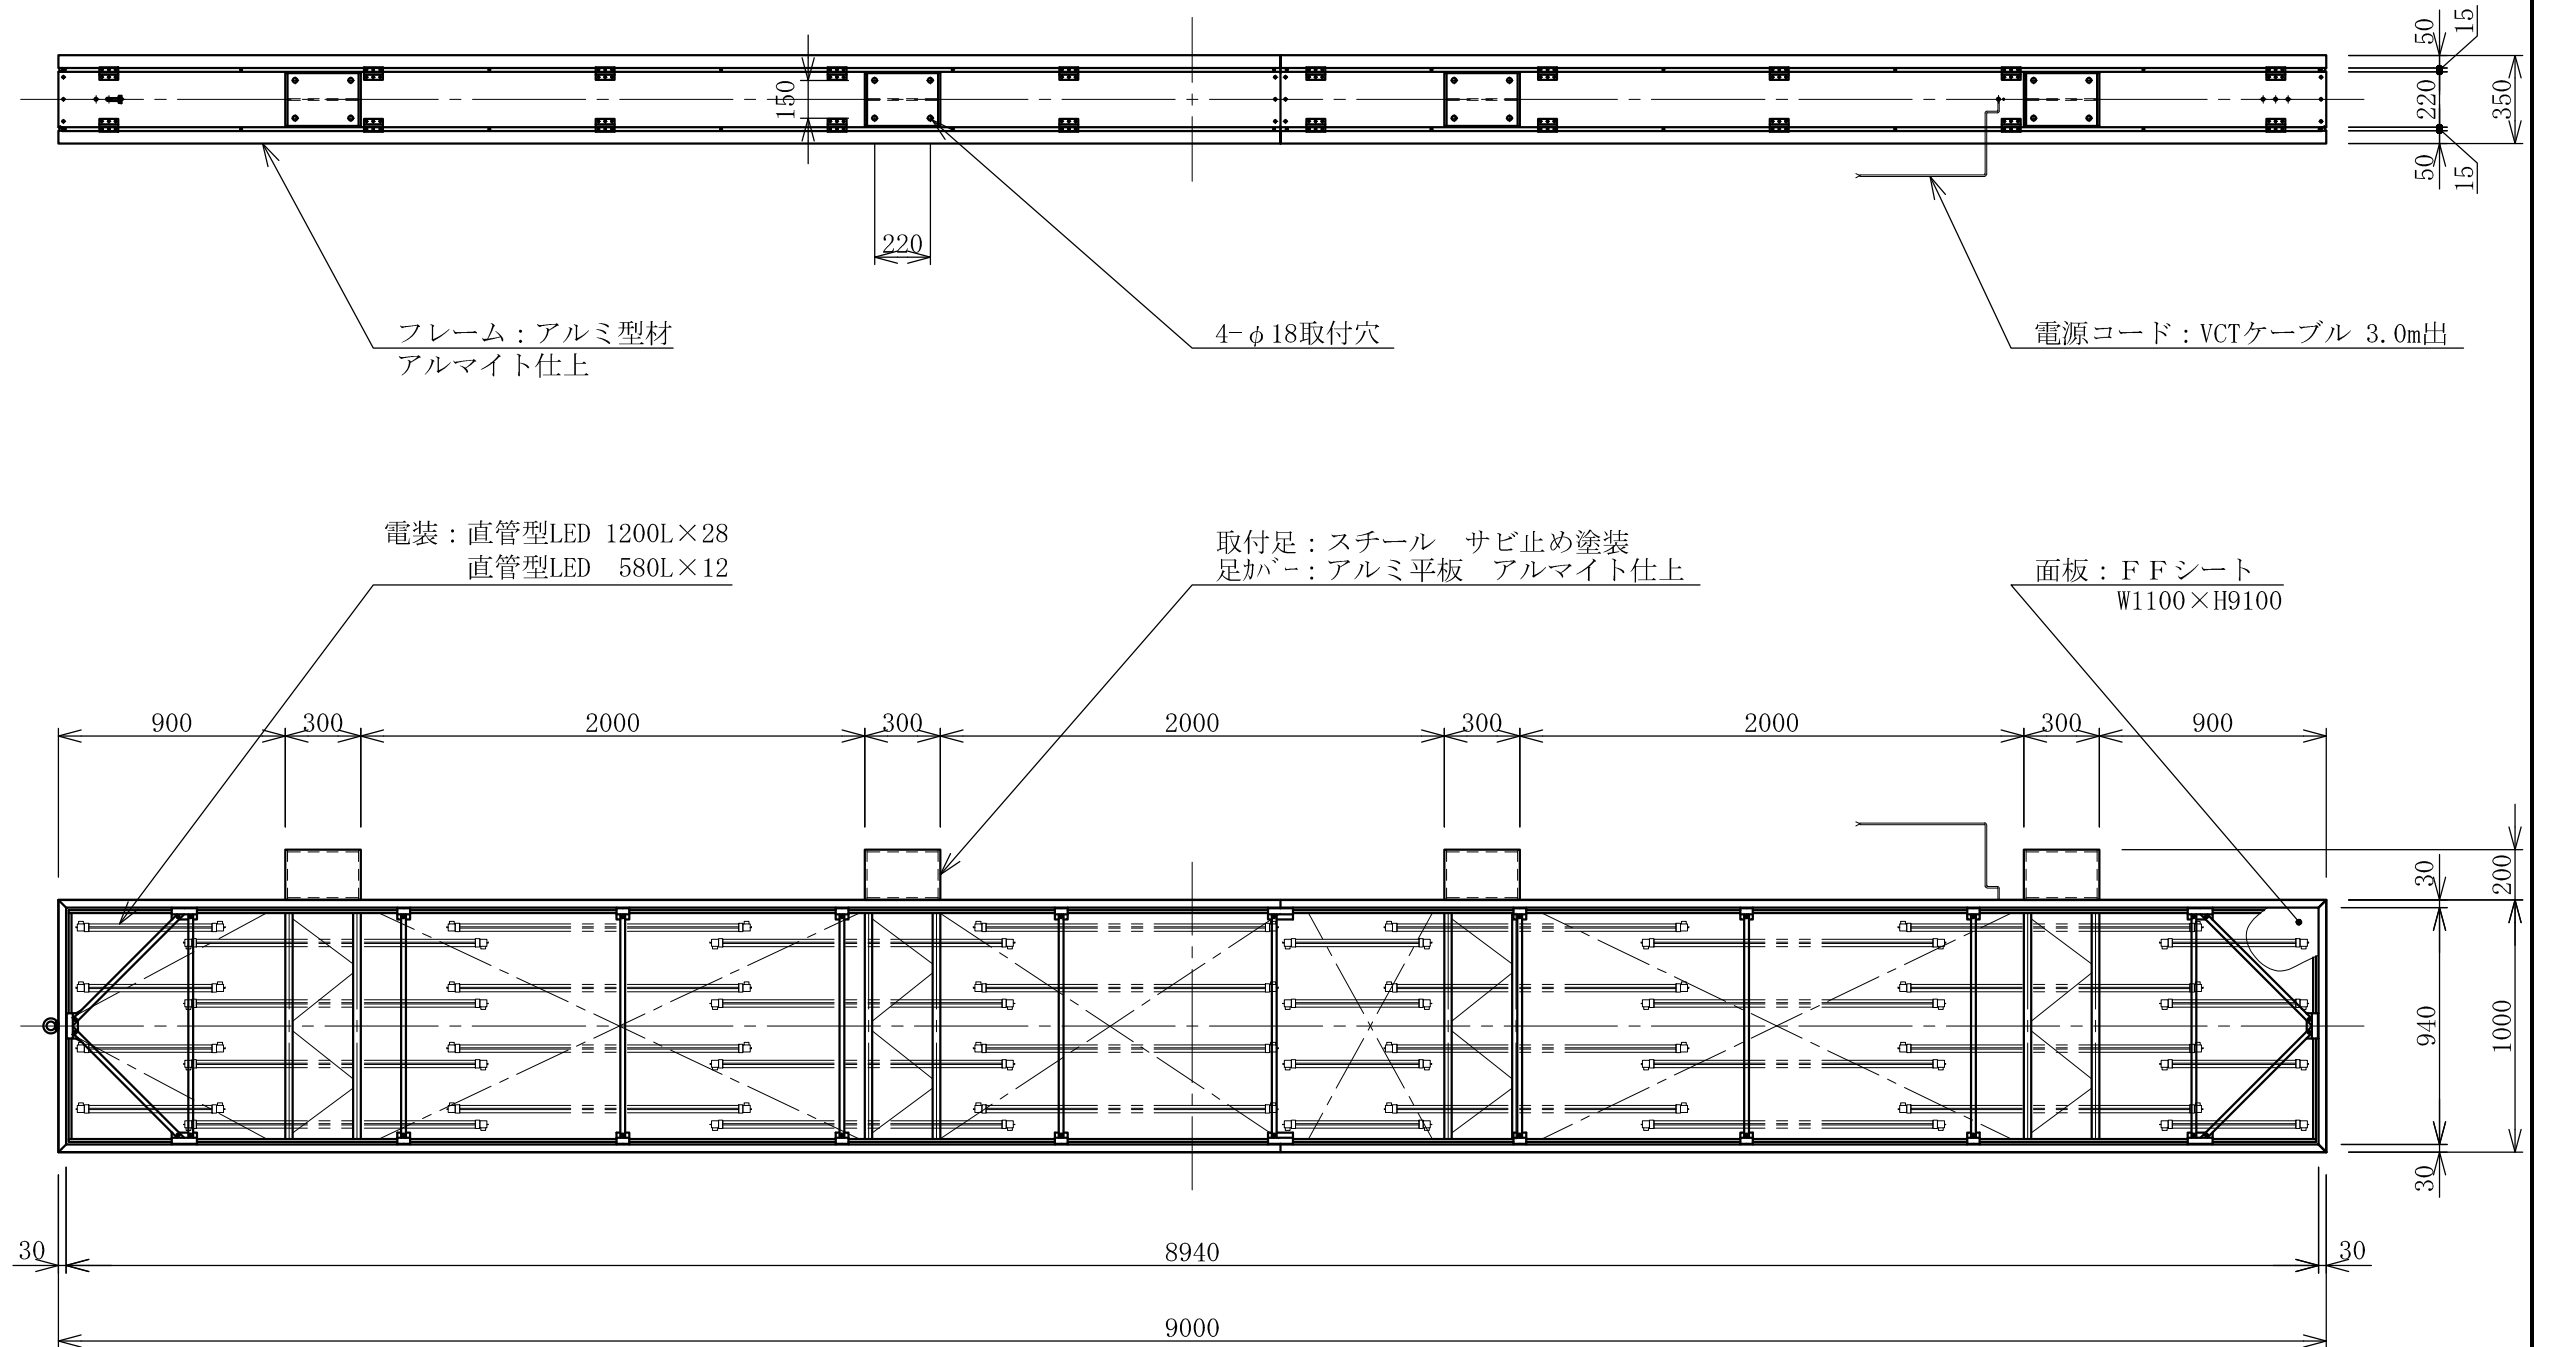 50
15
150
220
350
50
15
220
フレーム：アルミ型材
アルマイト仕上
4-φ18取付穴
電源コード：VCTケーブル 3.0m出
電装：直管型LED 1200L×28
直管型LED 580L×12
取付足：スチール　サビ止め塗装
足ｶﾊﾞｰ：アルミ平板　アルマイト仕上
面板：ＦＦシート
W1100×H9100
900
300
2000
300
2000
300
2000
300
900
30
200
940
1000
30
30
8940
30
9000